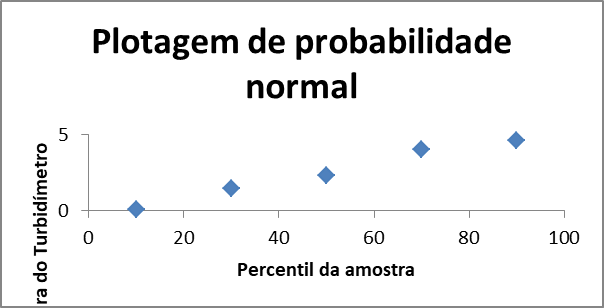 Plotagem de probabilidade
normal
ra do Turbidímetro
5
0
0 20 40 60 80 100
Percentil da amostra